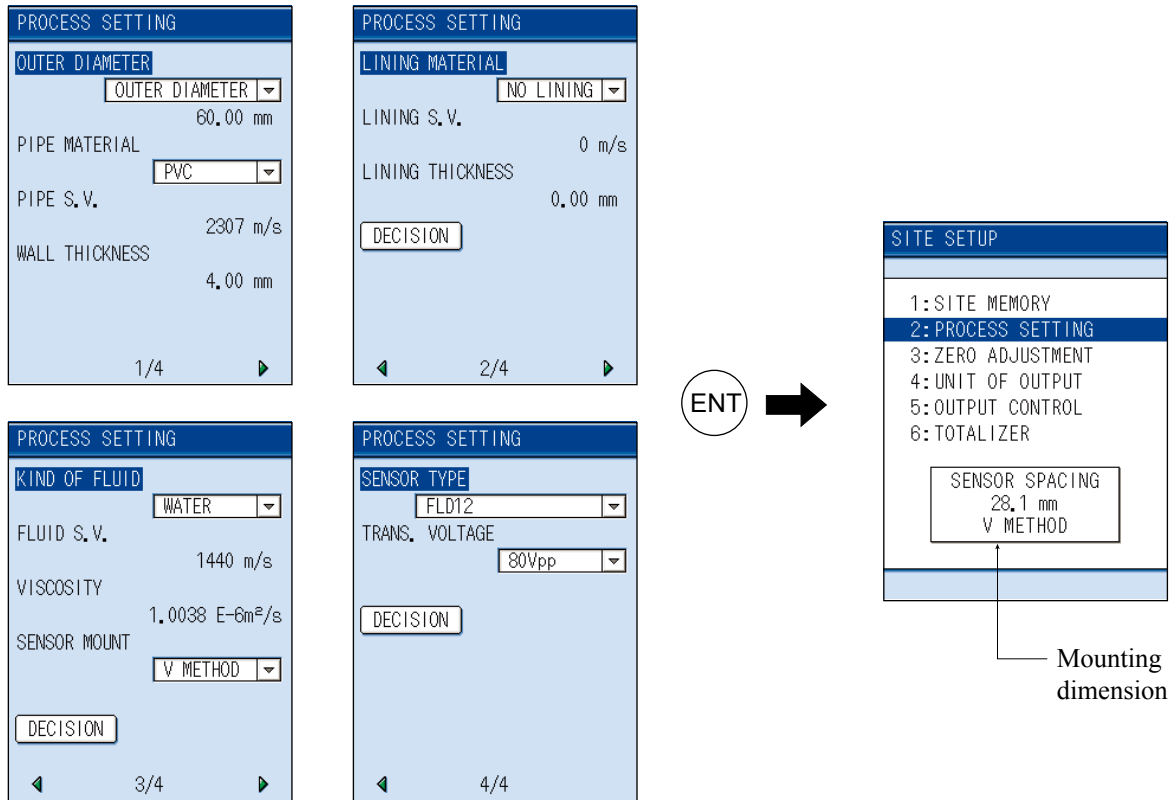 PROCESS SETTING
OUTER DIAMETER
OUTER DIAMETER
60.00 mm
PIPE MATERIAL
PVC
PIPE S.V.
2307 m/s
WALL THICKNESS
4.00 mm
1/4
PROCESS SETTING
LINING MATERIAL
NO LINING
LINING S.V.
0 m/s
LINING THICKNESS
0.00 mm
DECISION
2/4
PROCESS SETTING
KIND OF FLUID
WATER
FLUID S.V.
1440 m/s
VISCOSITY
1.0038 E-6m²/s
SENSOR MOUNT
V METHOD
DECISION
3/4
PROCESS SETTING
SENSOR TYPE
FLD12
TRANS. VOLTAGE
80Vpp
DECISION
4/4
ENT
SITE SETUP
1:SITE MEMORY
2:PROCESS SETTING
3:ZERO ADJUSTMENT
4:UNIT OF OUTPUT
5:OUTPUT CONTROL
6:TOTALIZER
SENSOR SPACING
28.1 mm
V METHOD
Mounting
dimension